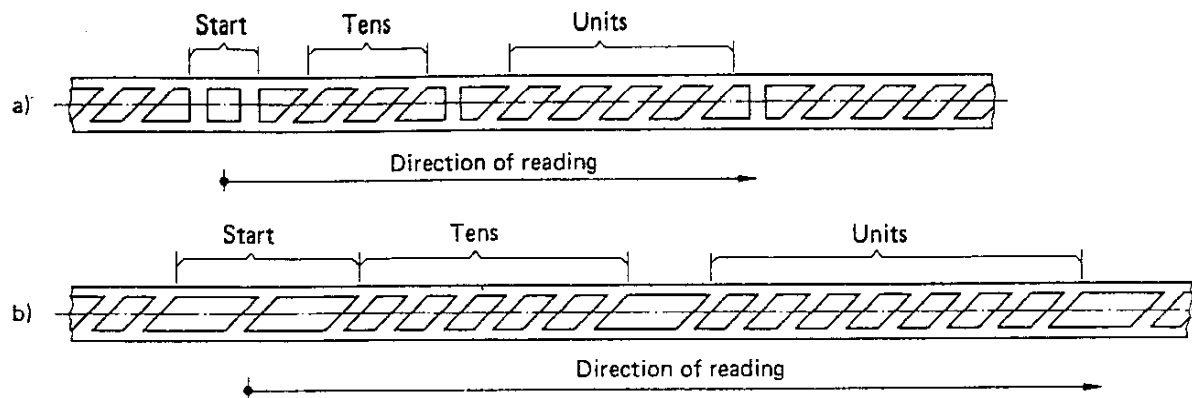 Start Tens Units
a)
Direction of reading
Start Tens Units
b)
Direction of reading